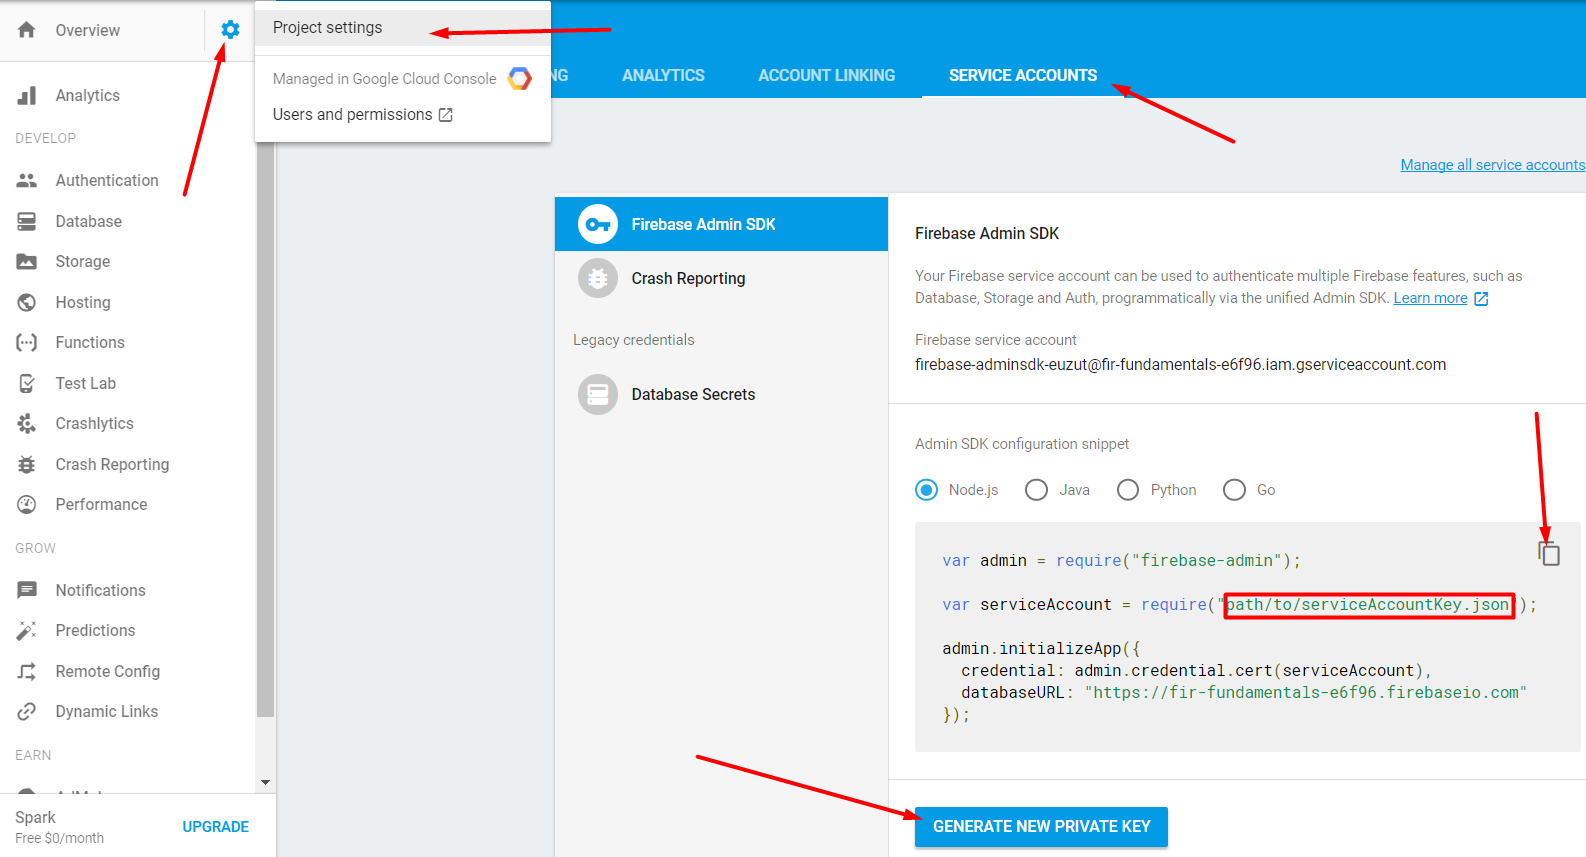 Overview
Analytics
DEVELOP
Authentication
Database
Storage
Hosting
Functions
Test Lab
Crashlytics
Crash Reporting
Performance
GROW
Notifications
Predictions
Remote Config
Dynamic Links
EARN
Spark
Free $0/month
UPGRADE
Project settings
Managed in Google Cloud Console
Users and permissions
NG
ANALYTICS
ACCOUNT LINKING
SERVICE ACCOUNTS
Manage all service accounts
Firebase Admin SDK
Crash Reporting
Legacy credentials
Database Secrets
Firebase Admin SDK
Your Firebase service account can be used to authenticate multiple Firebase features, such as
Database, Storage and Auth, programmatically via the unified Admin SDK. Learn more
Firebase service account
firebase-adminsdk-euzut@fir-fundamentals-e6f96.iam.gserviceaccount.com
Admin SDK configuration snippet
Node.js
Java
Python
Go
var admin = require("firebase-admin");
var serviceAccount = require("path/to/serviceAccountKey.json");
admin.initializeApp({
credential: admin.credential.cert(serviceAccount),
databaseURL: "https://fir-fundamentals-e6f96.firebaseio.com"
});
GENERATE NEW PRIVATE KEY